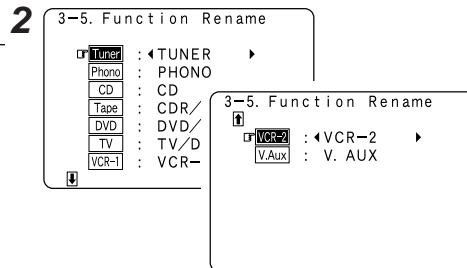 2
3-5. Function Rename
Tuner : TUNER
Phono : PHONO
CD : CD
Tape : CDR/
DVD : DVD/
TV : TV/D
VCR-1 : VCR-
3-5. Function Rename
VCR-2 : VCR-2
V.Aux : V. AUX